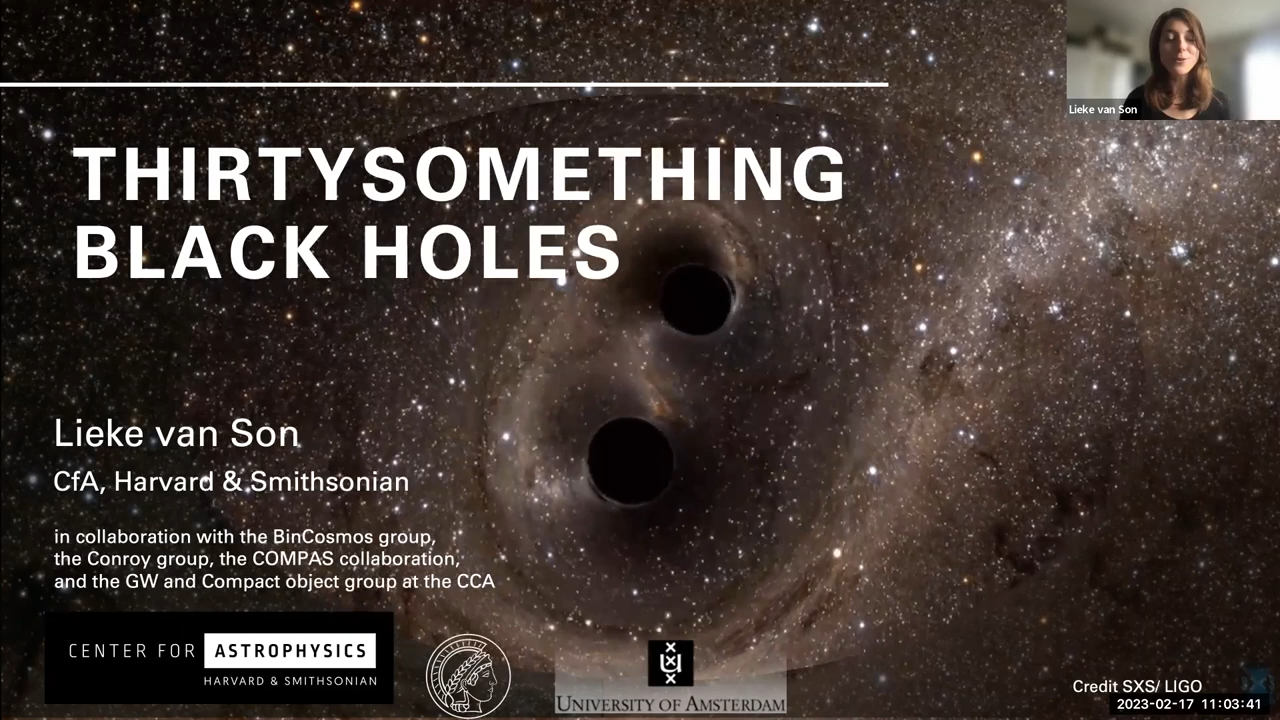 Lieke van Son
THIRTYSOMETHING
BLACK HOLES
Lieke van Son
CfA, Harvard & Smithsonian
in collaboration with the BinCosmos group,
the Conroy group, the COMPAS collaboration,
and the GW and Compact object group at the CCA
CENTER FOR ASTROPHYSICS
HARVARD & SMITHSONIAN
UNIVERSITY OF AMSTERDAM
Credit SXS/ LIGO
2023-02-17 11:03:41